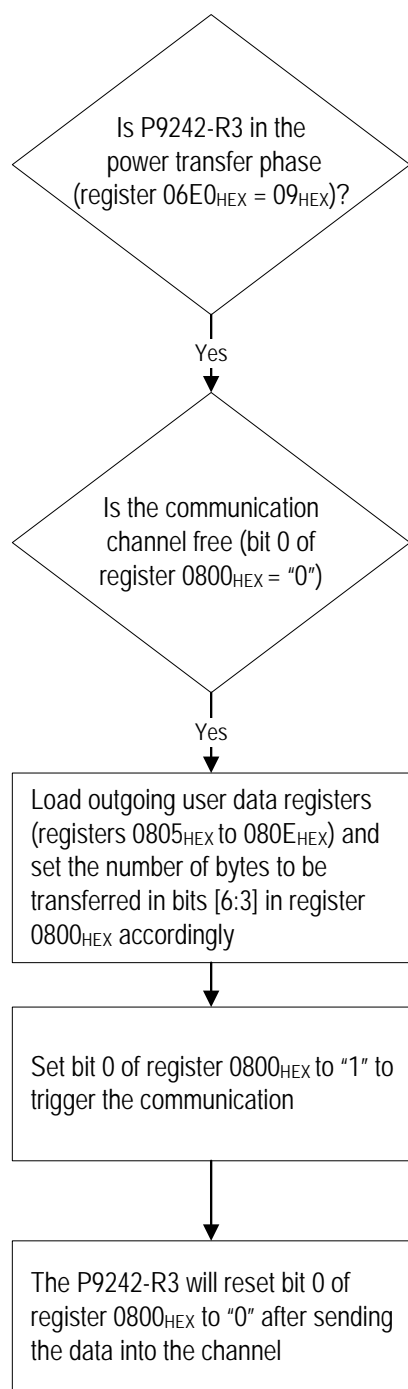 Is P9242-R3 in the
power transfer phase
(register 06E0HEX = 09HEX)?
Yes
Is the communication
channel free (bit 0 of
register 0800HEX = “0”)
Yes
Load outgoing user data registers
(registers 0805HEX to 080EHEX) and
set the number of bytes to be
transferred in bits [6:3] in register
0800HEX accordingly
Set bit 0 of register 0800HEX to “1” to
trigger the communication
The P9242-R3 will reset bit 0 of
register 0800HEX to “0” after sending
the data into the channel